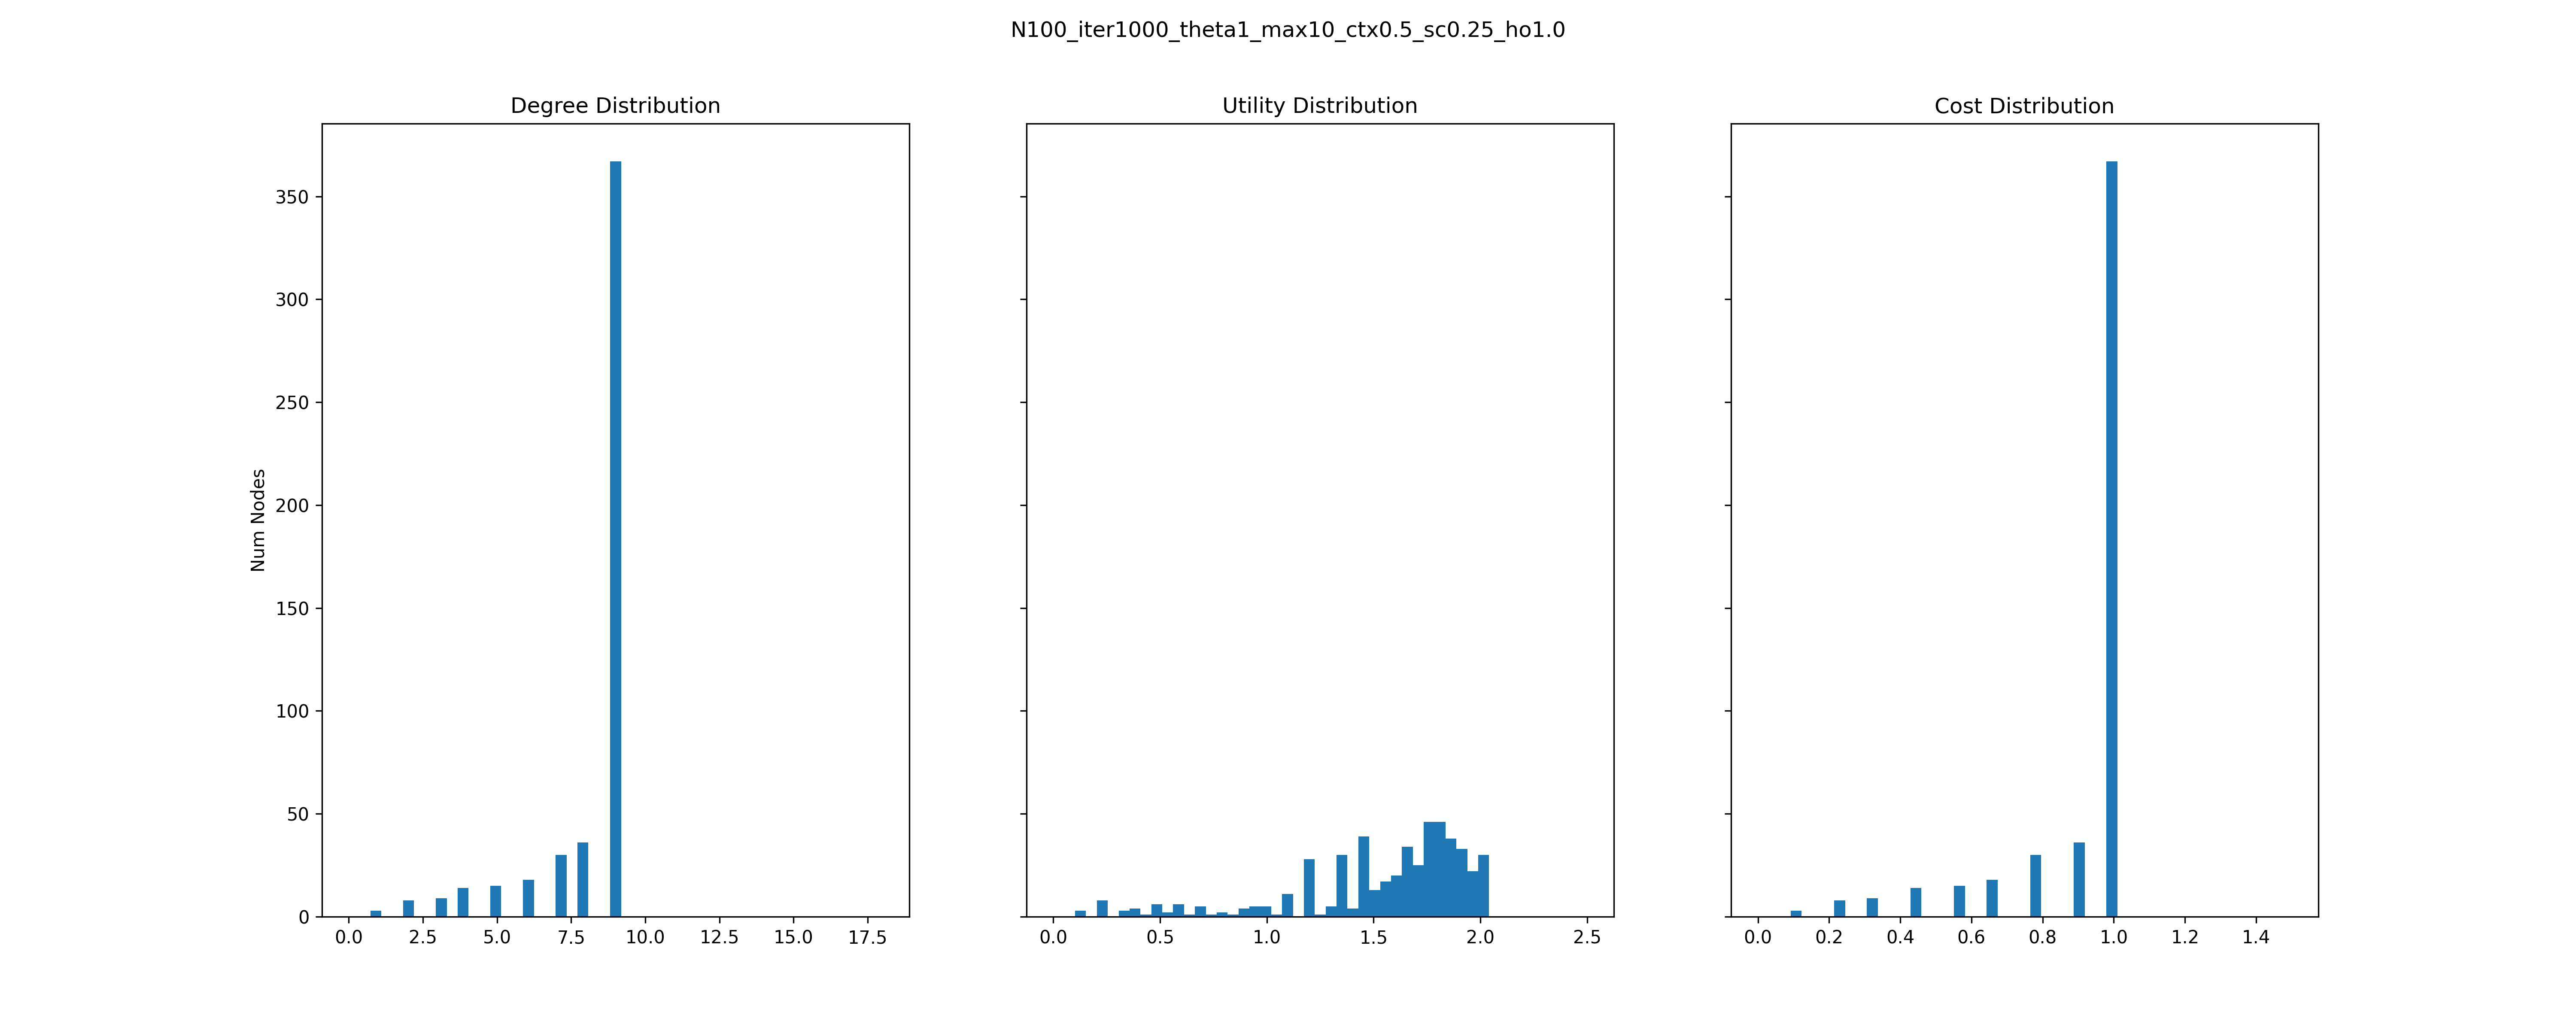 N100_iter1000_theta1_max10_ctx0.5_sc0.25_ho1.0
Degree Distribution
Utility Distribution
Cost Distribution
Num Nodes
350
300
250
200
150
100
50
0
0.0 2.5 5.0 7.5 10.0 12.5 15.0 17.5
0.0 0.5 1.0 1.5 2.0 2.5
0.0 0.2 0.4 0.6 0.8 1.0 1.2 1.4